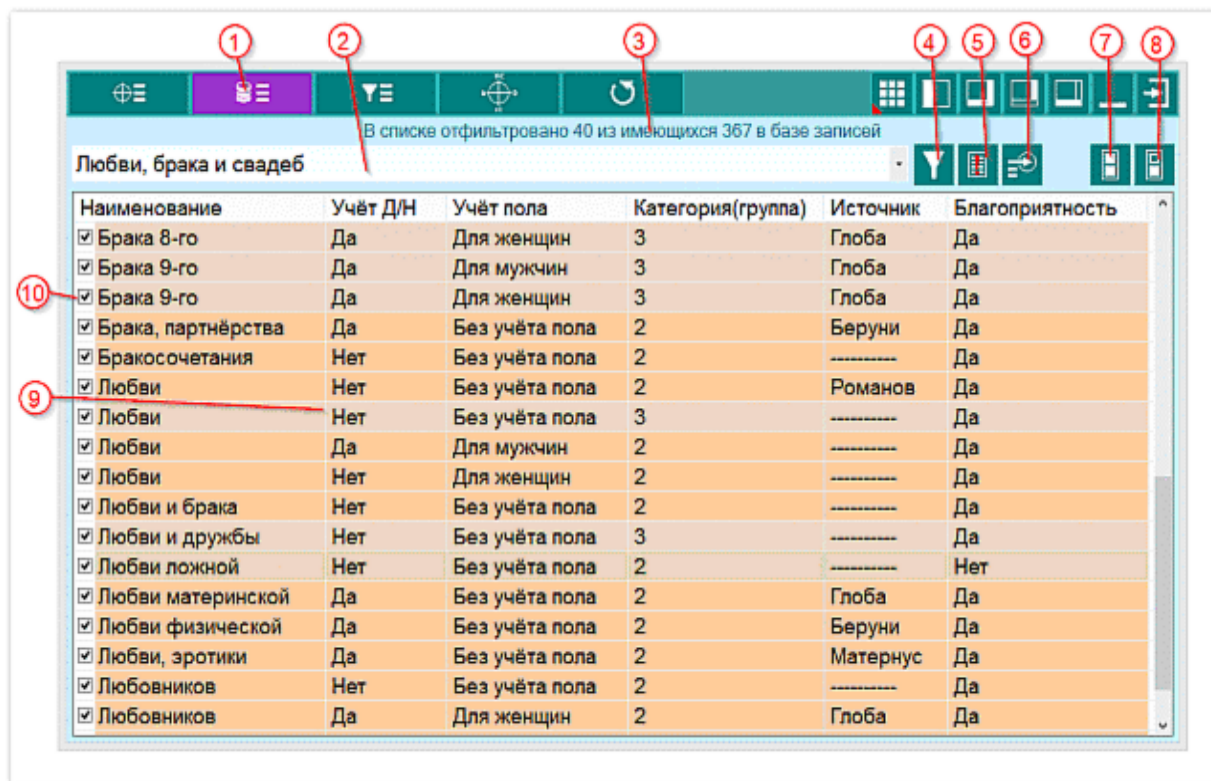 1 2 3 4 5 6 7 8
В списке отфильтровано 40 из имеющихся 367 в базе записей
Любви, брака и свадеб
Наименование Учёт Д/Н Учёт пола Категория(группа) Источник Благоприятность
Брака 8-го Да Для женщин 3 Глоба Да
Брака 9-го Да Для мужчин 3 Глоба Да
10 Брака 9-го Да Для женщин 3 Глоба Да
Брака, партнёрства Да Без учёта пола 2 Беруни Да
Бракосочетания Нет Без учёта пола 2 ---------- Да
Любви Нет Без учёта пола 2 Романов Да
9 Любви Нет Без учёта пола 3 ---------- Да
Любви Да Для мужчин 2 ---------- Да
Любви Нет Для женщин 2 ---------- Да
Любви и брака Нет Без учёта пола 2 ---------- Да
Любви и дружбы Нет Без учёта пола 3 ---------- Да
Любви ложной Нет Без учёта пола 2 ---------- Нет
Любви материнской Да Без учёта пола 2 Глоба Да
Любви физической Да Без учёта пола 2 Беруни Да
Любви, эротики Да Без учёта пола 2 Матернус Да
Любовников Нет Без учёта пола 2 ---------- Да
Любовников Да Для женщин 2 Глоба Да